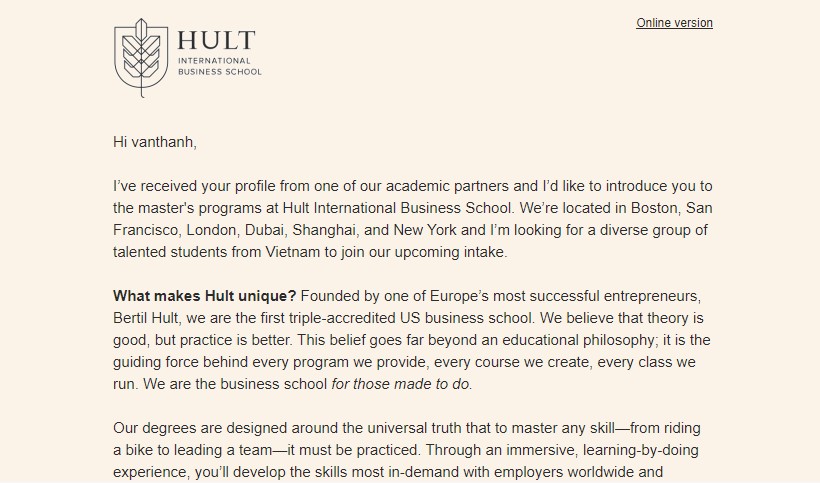 HULT
INTERNATIONAL
BUSINESS SCHOOL
Online version
Hi vanthanh,
I’ve received your profile from one of our academic partners and I’d like to introduce you to
the master's programs at Hult International Business School. We’re located in Boston, San
Francisco, London, Dubai, Shanghai, and New York and I’m looking for a diverse group of
talented students from Vietnam to join our upcoming intake.
What makes Hult unique? Founded by one of Europe’s most successful entrepreneurs,
Bertil Hult, we are the first triple-accredited US business school. We believe that theory is
good, but practice is better. This belief goes far beyond an educational philosophy; it is the
guiding force behind every program we provide, every course we create, every class we
run. We are the business school for those made to do.
Our degrees are designed around the universal truth that to master any skill—from riding
a bike to leading a team—it must be practiced. Through an immersive, learning-by-doing
experience, you’ll develop the skills most in-demand with employers worldwide and